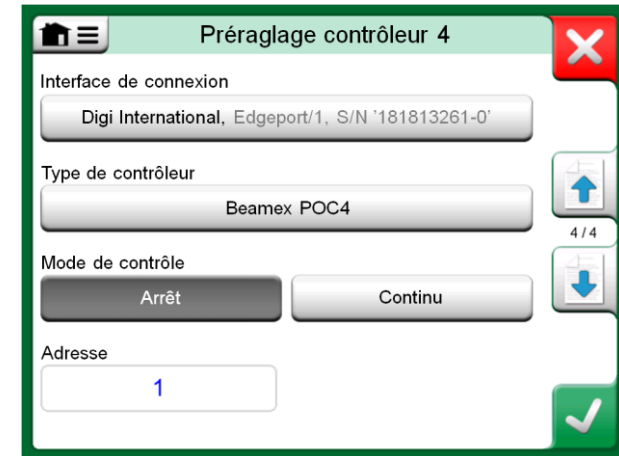 Préraglage contrôleur 4
Interface de connexion
Digi International, Edgeport/1, S/N '181813261-0'
Type de contrôleur
Beamex POC4
4 / 4
Mode de contrôle
Arrêt
Continu
Adresse
1